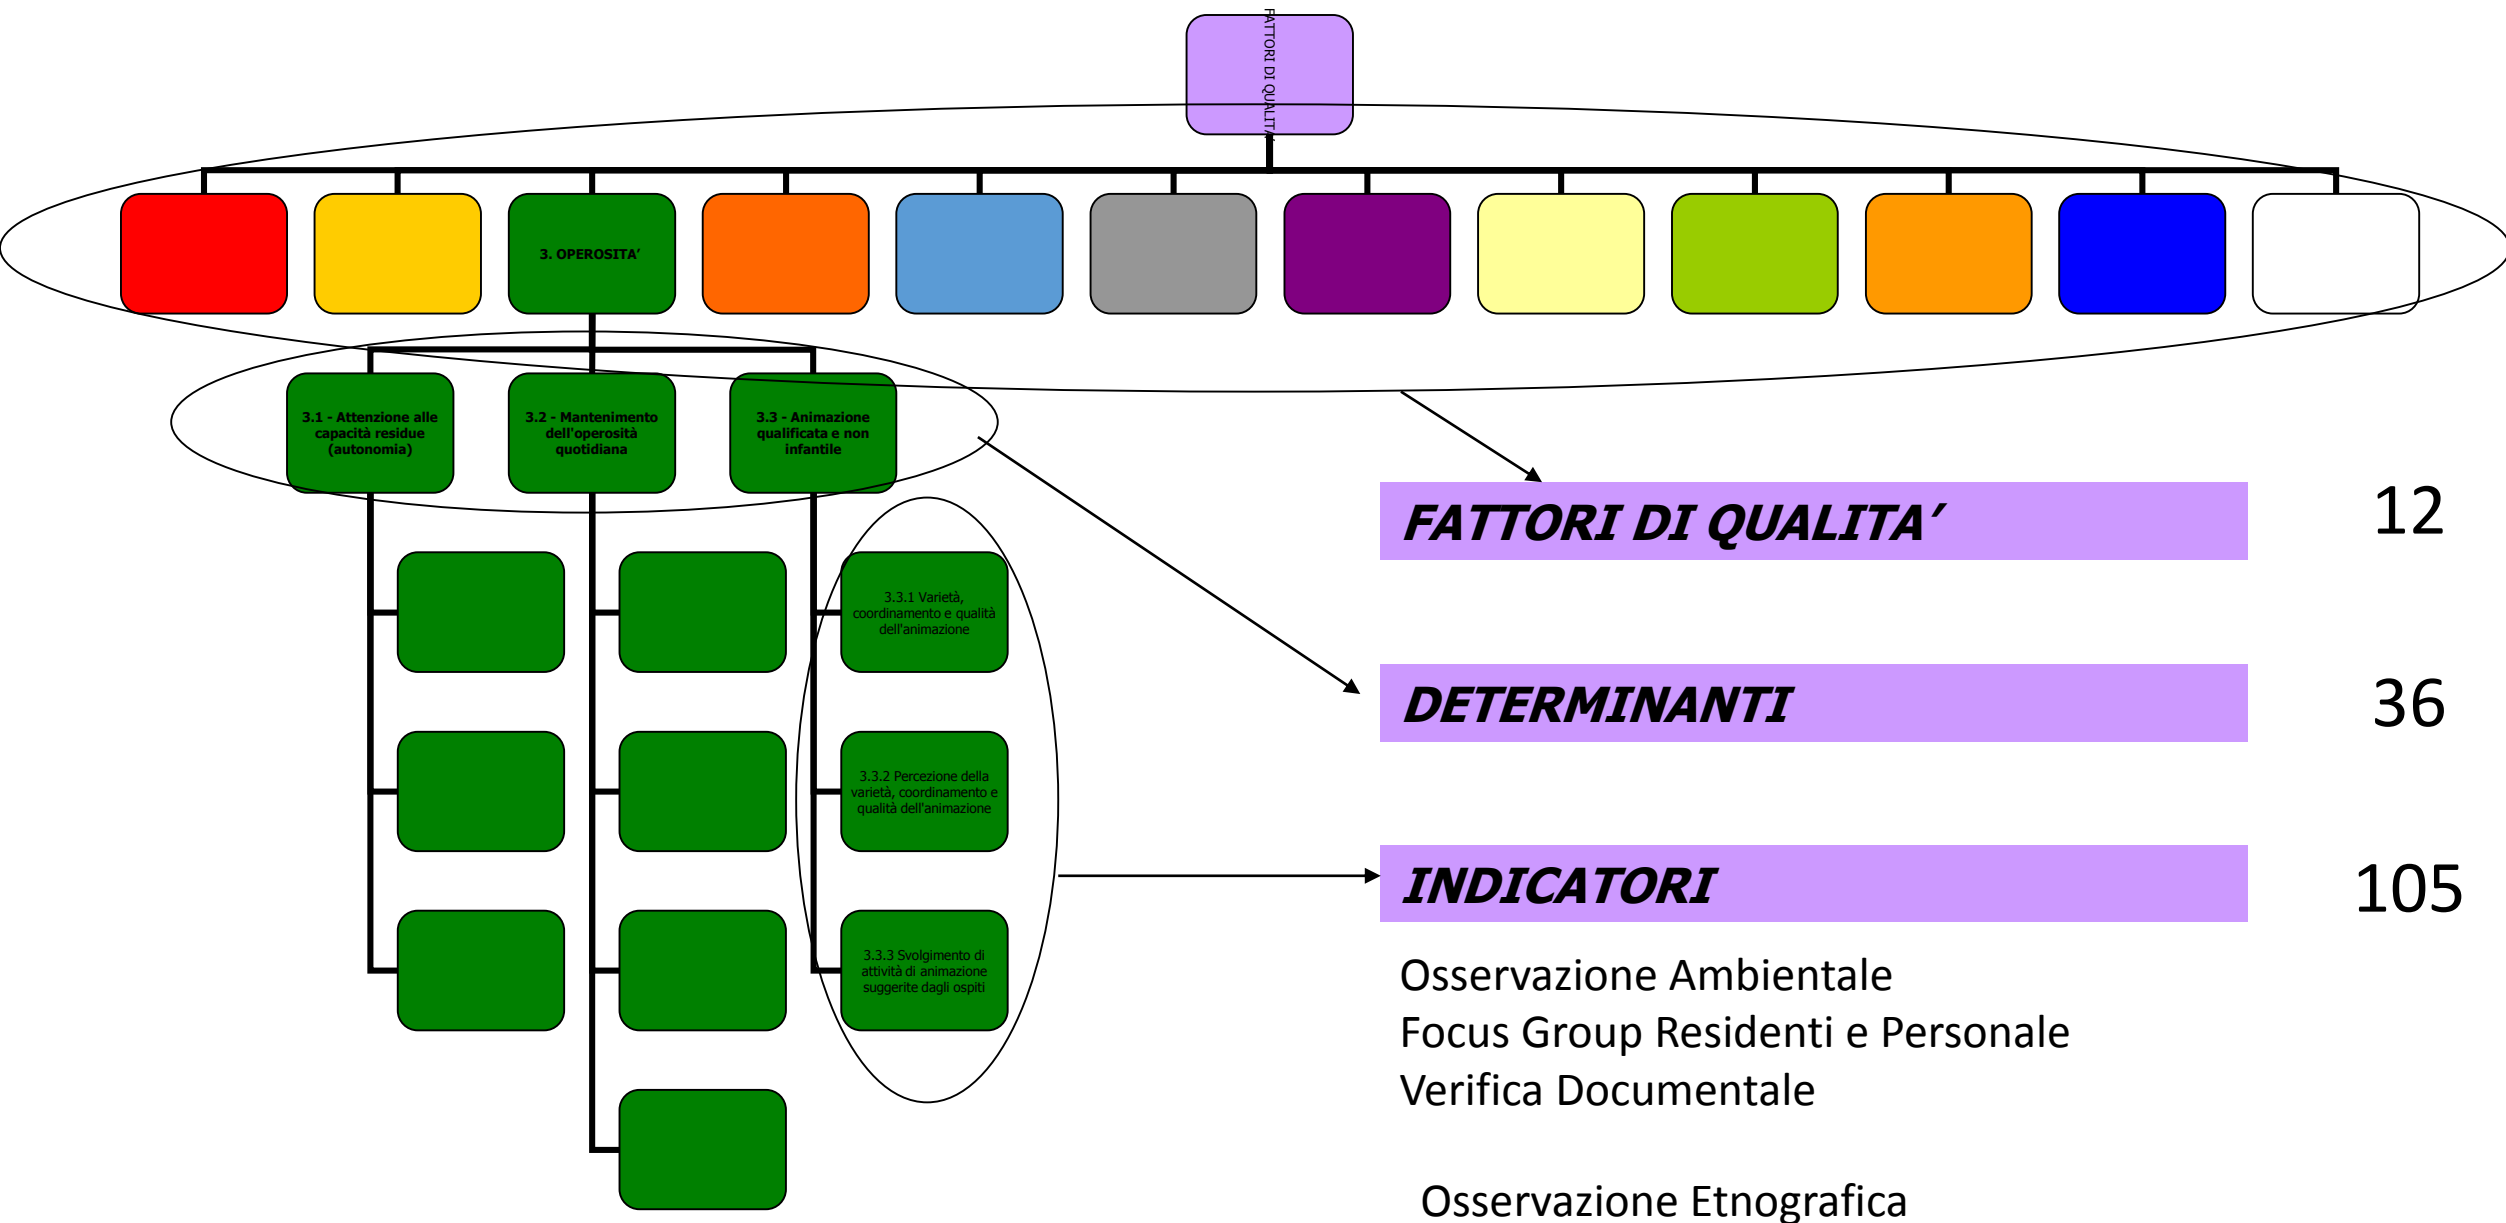 FATTORI DI QUALITA'
3. OPEROSITA’
3.1 - Attenzione alle
capacità residue
(autonomia)
3.2 - Mantenimento
dell'operosità
quotidiana
3.3 - Animazione
qualificata e non
infantile
FATTORI DI QUALITA’
12
3.3.1 Varietà,
coordinamento e qualità
dell'animazione
DETERMINANTI
36
3.3.2 Percezione della
varietà, coordinamento e
qualità dell'animazione
INDICATORI
105
3.3.3 Svolgimento di
attività di animazione
suggerite dagli ospiti
Osservazione Ambientale
Focus Group Residenti e Personale
Verifica Documentale
Osservazione Etnografica